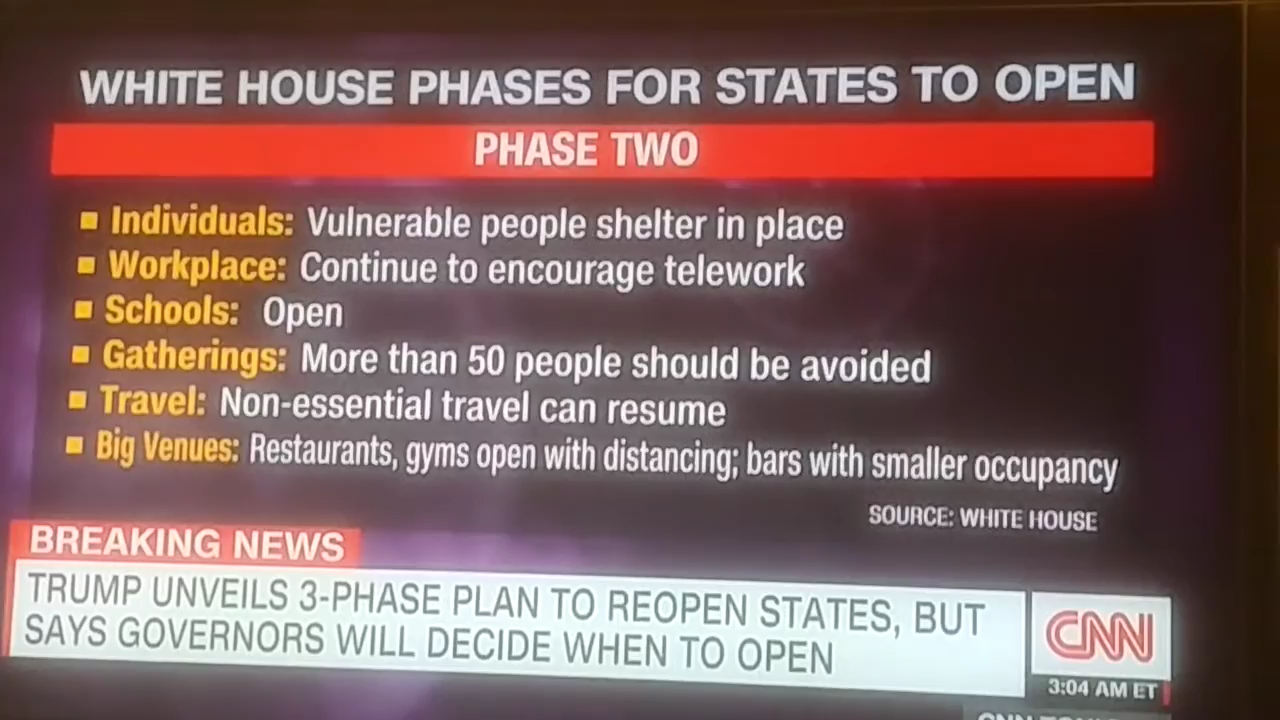 WHITE HOUSE PHASES FOR STATES TO OPEN
PHASE TWO
Individuals: Vulnerable people shelter in place
Workplace: Continue to encourage telework
Schools: Open
Gatherings: More than 50 people should be avoided
Travel: Non-essential travel can resume
Big Venues: Restaurants, gyms open with distancing; bars with smaller occupancy
SOURCE: WHITE HOUSE
BREAKING NEWS
TRUMP UNVEILS 3-PHASE PLAN TO REOPEN STATES, BUT
SAYS GOVERNORS WILL DECIDE WHEN TO OPEN
CNN
3:04 AM ET